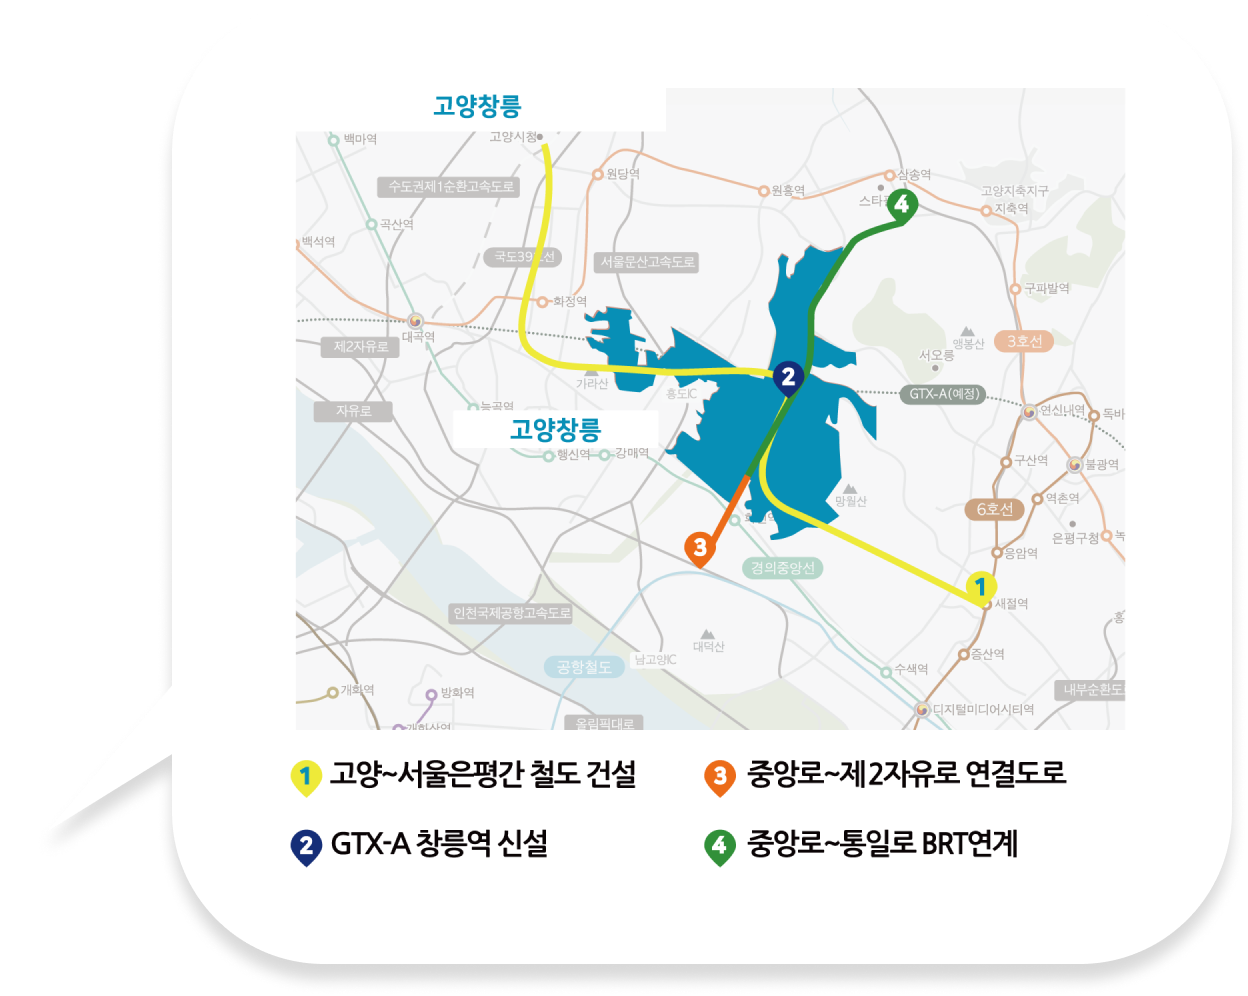 고양창릉
고양시청
백마역
원당역
삼송역
수도권제1순환고속도로
원흥역
고양지축지구
지축역
곡산역
백석역
국도39호선
서울문산고속도로
4
구파발역
화정역
대곡역
제2자유로
3호선
앵봉산
서오릉
가라산
흥도IC
2
GTX-A(예정)
능곡역
자유로
연신내역
독바
고양창릉
행신역
강매역
구산역
불광역
망월산
역촌역
6호선
은평구청
녹
응암역
3
경의중앙선
1
새절역
인천국제공항고속도로
홍
대덕산
증산역
남고양IC
공항철도
수색역
개화역
방화역
내부순환도로
디지털미디어시티역
올림픽대로
개화산역
1 고양~서울은평간 철도 건설
3 중앙로~제2자유로 연결도로
2 GTX-A 창릉역 신설
4 중앙로~통일로 BRT연계